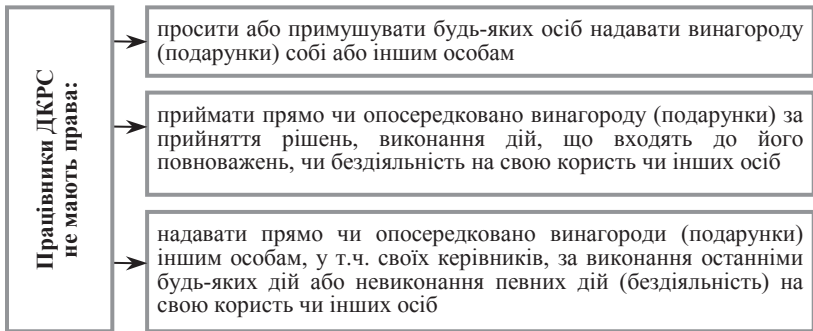 Працівники ДКРС
не мають права:
просити або примушувати будь-яких осіб надавати винагороду
(подарунки) собі або іншим особам
приймати прямо чи опосередковано винагороду (подарунки) за
прийняття рішень, виконання дій, що входять до його
повноважень, чи бездіяльність на свою користь чи інших осіб
надавати прямо чи опосередковано винагороди (подарунки)
іншим особам, у т.ч. своїх керівників, за виконання останніми
будь-яких дій або невиконання певних дій (бездіяльність) на
свою користь чи інших осіб